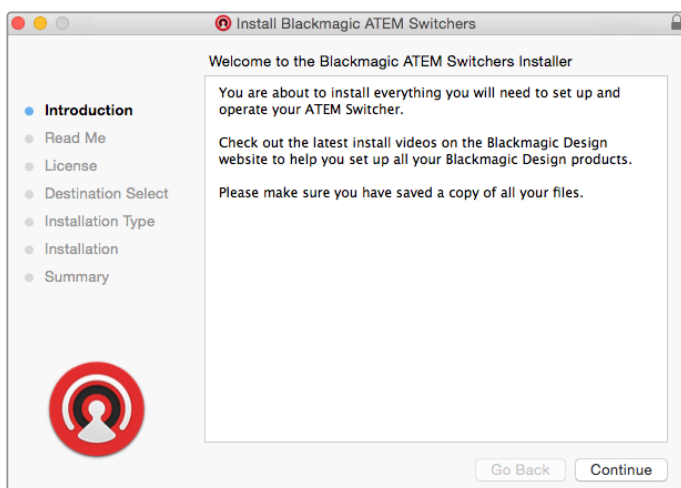 Install Blackmagic ATEM Switchers
Welcome to the Blackmagic ATEM Switchers Installer
Introduction
Read Me
License
Destination Select
Installation Type
Installation
Summary
You are about to install everything you will need to set up and
operate your ATEM Switcher.
Check out the latest install videos on the Blackmagic Design
website to help you set up all your Blackmagic Design products.
Please make sure you have saved a copy of all your files.
Go Back
Continue